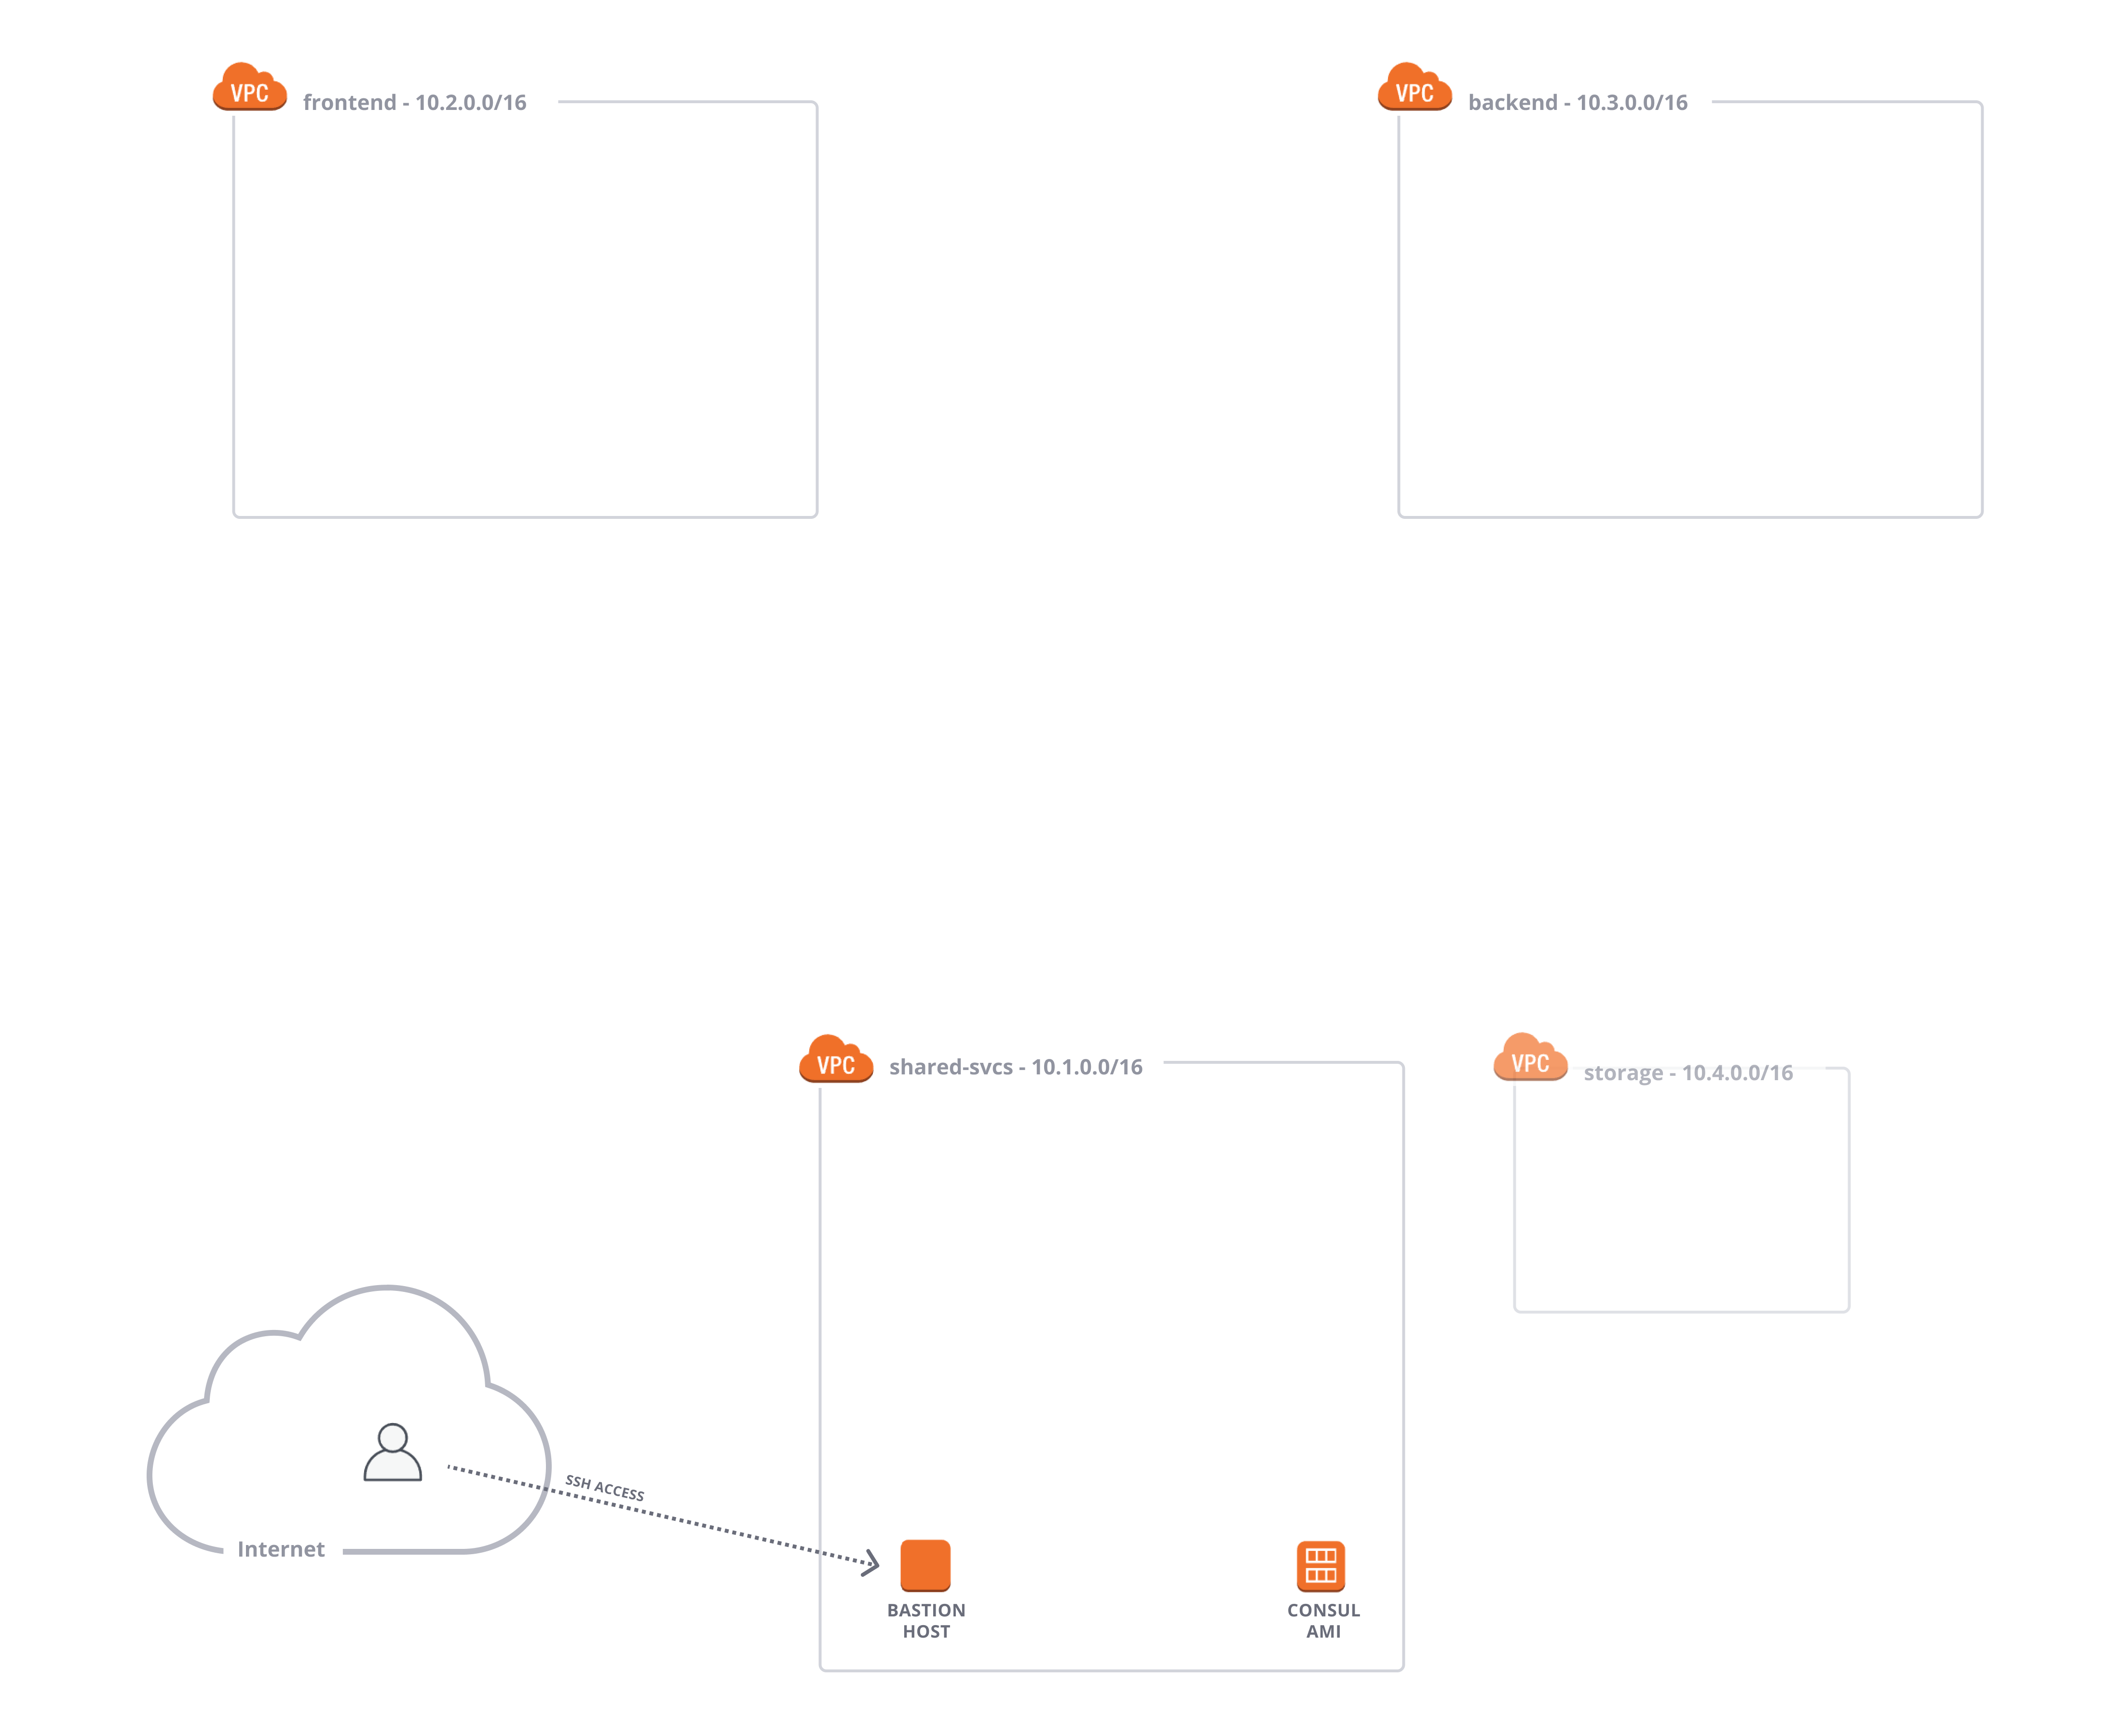 VPC
frontend - 10.2.0.0/16
VPC
backend - 10.3.0.0/16
VPC
shared-svcs - 10.1.0.0/16
VPC
storage - 10.4.0.0/16
SSH ACCESS
Internet
BASTION
HOST
CONSUL
AMI